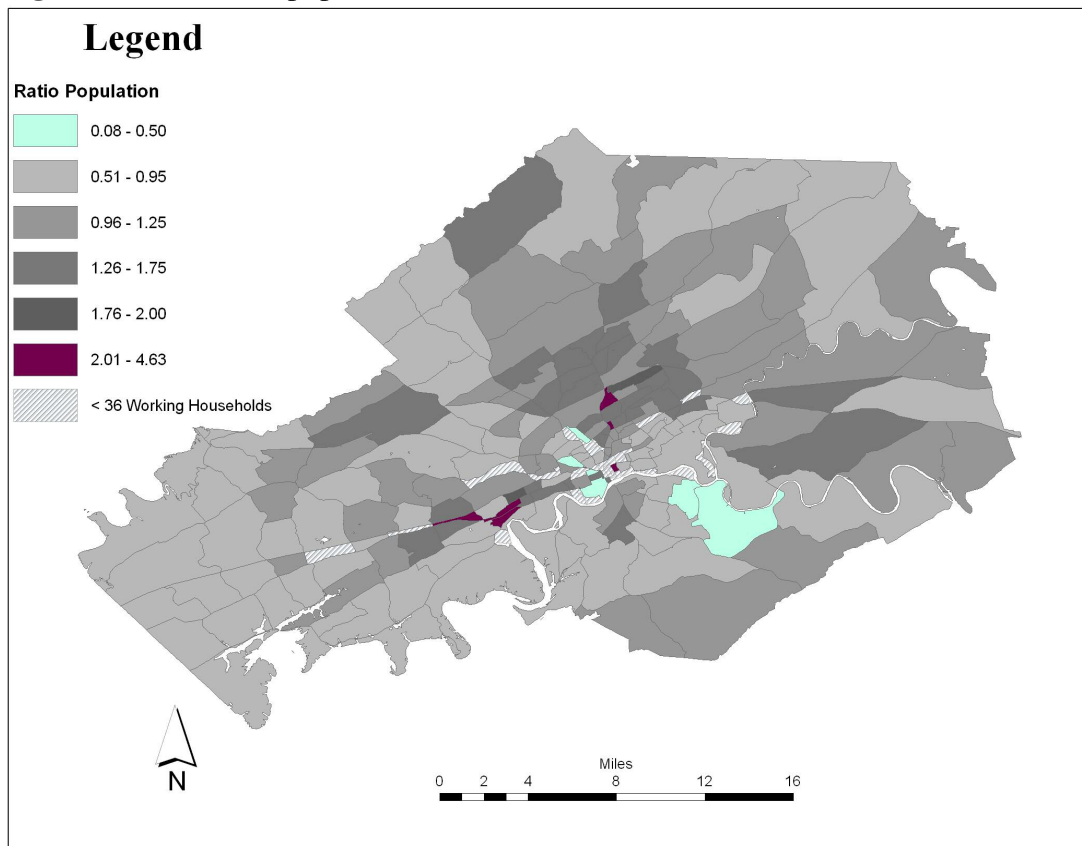 Legend
Ratio Population
0.08 - 0.50
0.51 - 0.95
0.96 - 1.25
1.26 - 1.75
1.76 - 2.00
2.01 - 4.63
< 36 Working Households
N
Miles
0 2 4 8 12 16